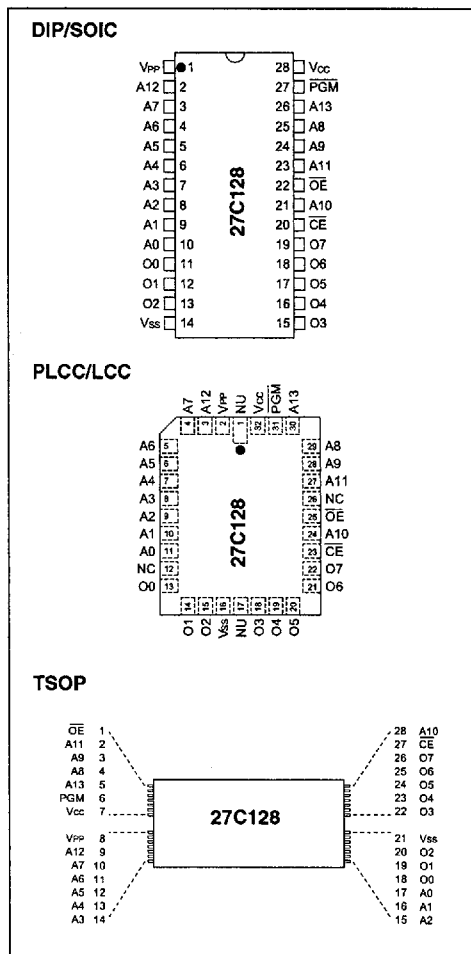 DIP/SOIC
VPP 1 28 VCC
A12 2 27 PGM
A7 3 26 A13
A6 4 25 A8
A5 5 24 A9
A4 6 23 A11
A3 7 22 OE
A2 8 21 A10
A1 9 20 CE
A0 10 19 O7
O0 11 18 O6
O1 12 17 O5
O2 13 16 O4
VSS 14 15 O3
27C128
PLCC/LCC
A7 A12 VPP NU VCC PGM A13
4 3 2 1 32 31 30
A6 5 29 A8
A5 6 28 A9
A4 7 27 A11
A3 8 26 NC
A2 9 25 OE
A1 10 24 A10
A0 11 23 CE
NC 12 22 O7
O0 13 21 O6
27C128
14 15 16 17 18 19 20
O1 O2 VSS NU O3 O4 O5
TSOP
OE 1 28 A10
A11 2 27 CE
A9 3 26 O7
A8 4 25 O6
A13 5 24 O5
PGM 6 23 O4
VCC 7 22 O3
27C128
VPP 8 21 VSS
A12 9 20 O2
A7 10 19 O1
A6 11 18 O0
A5 12 17 A0
A4 13 16 A1
A3 14 15 A2